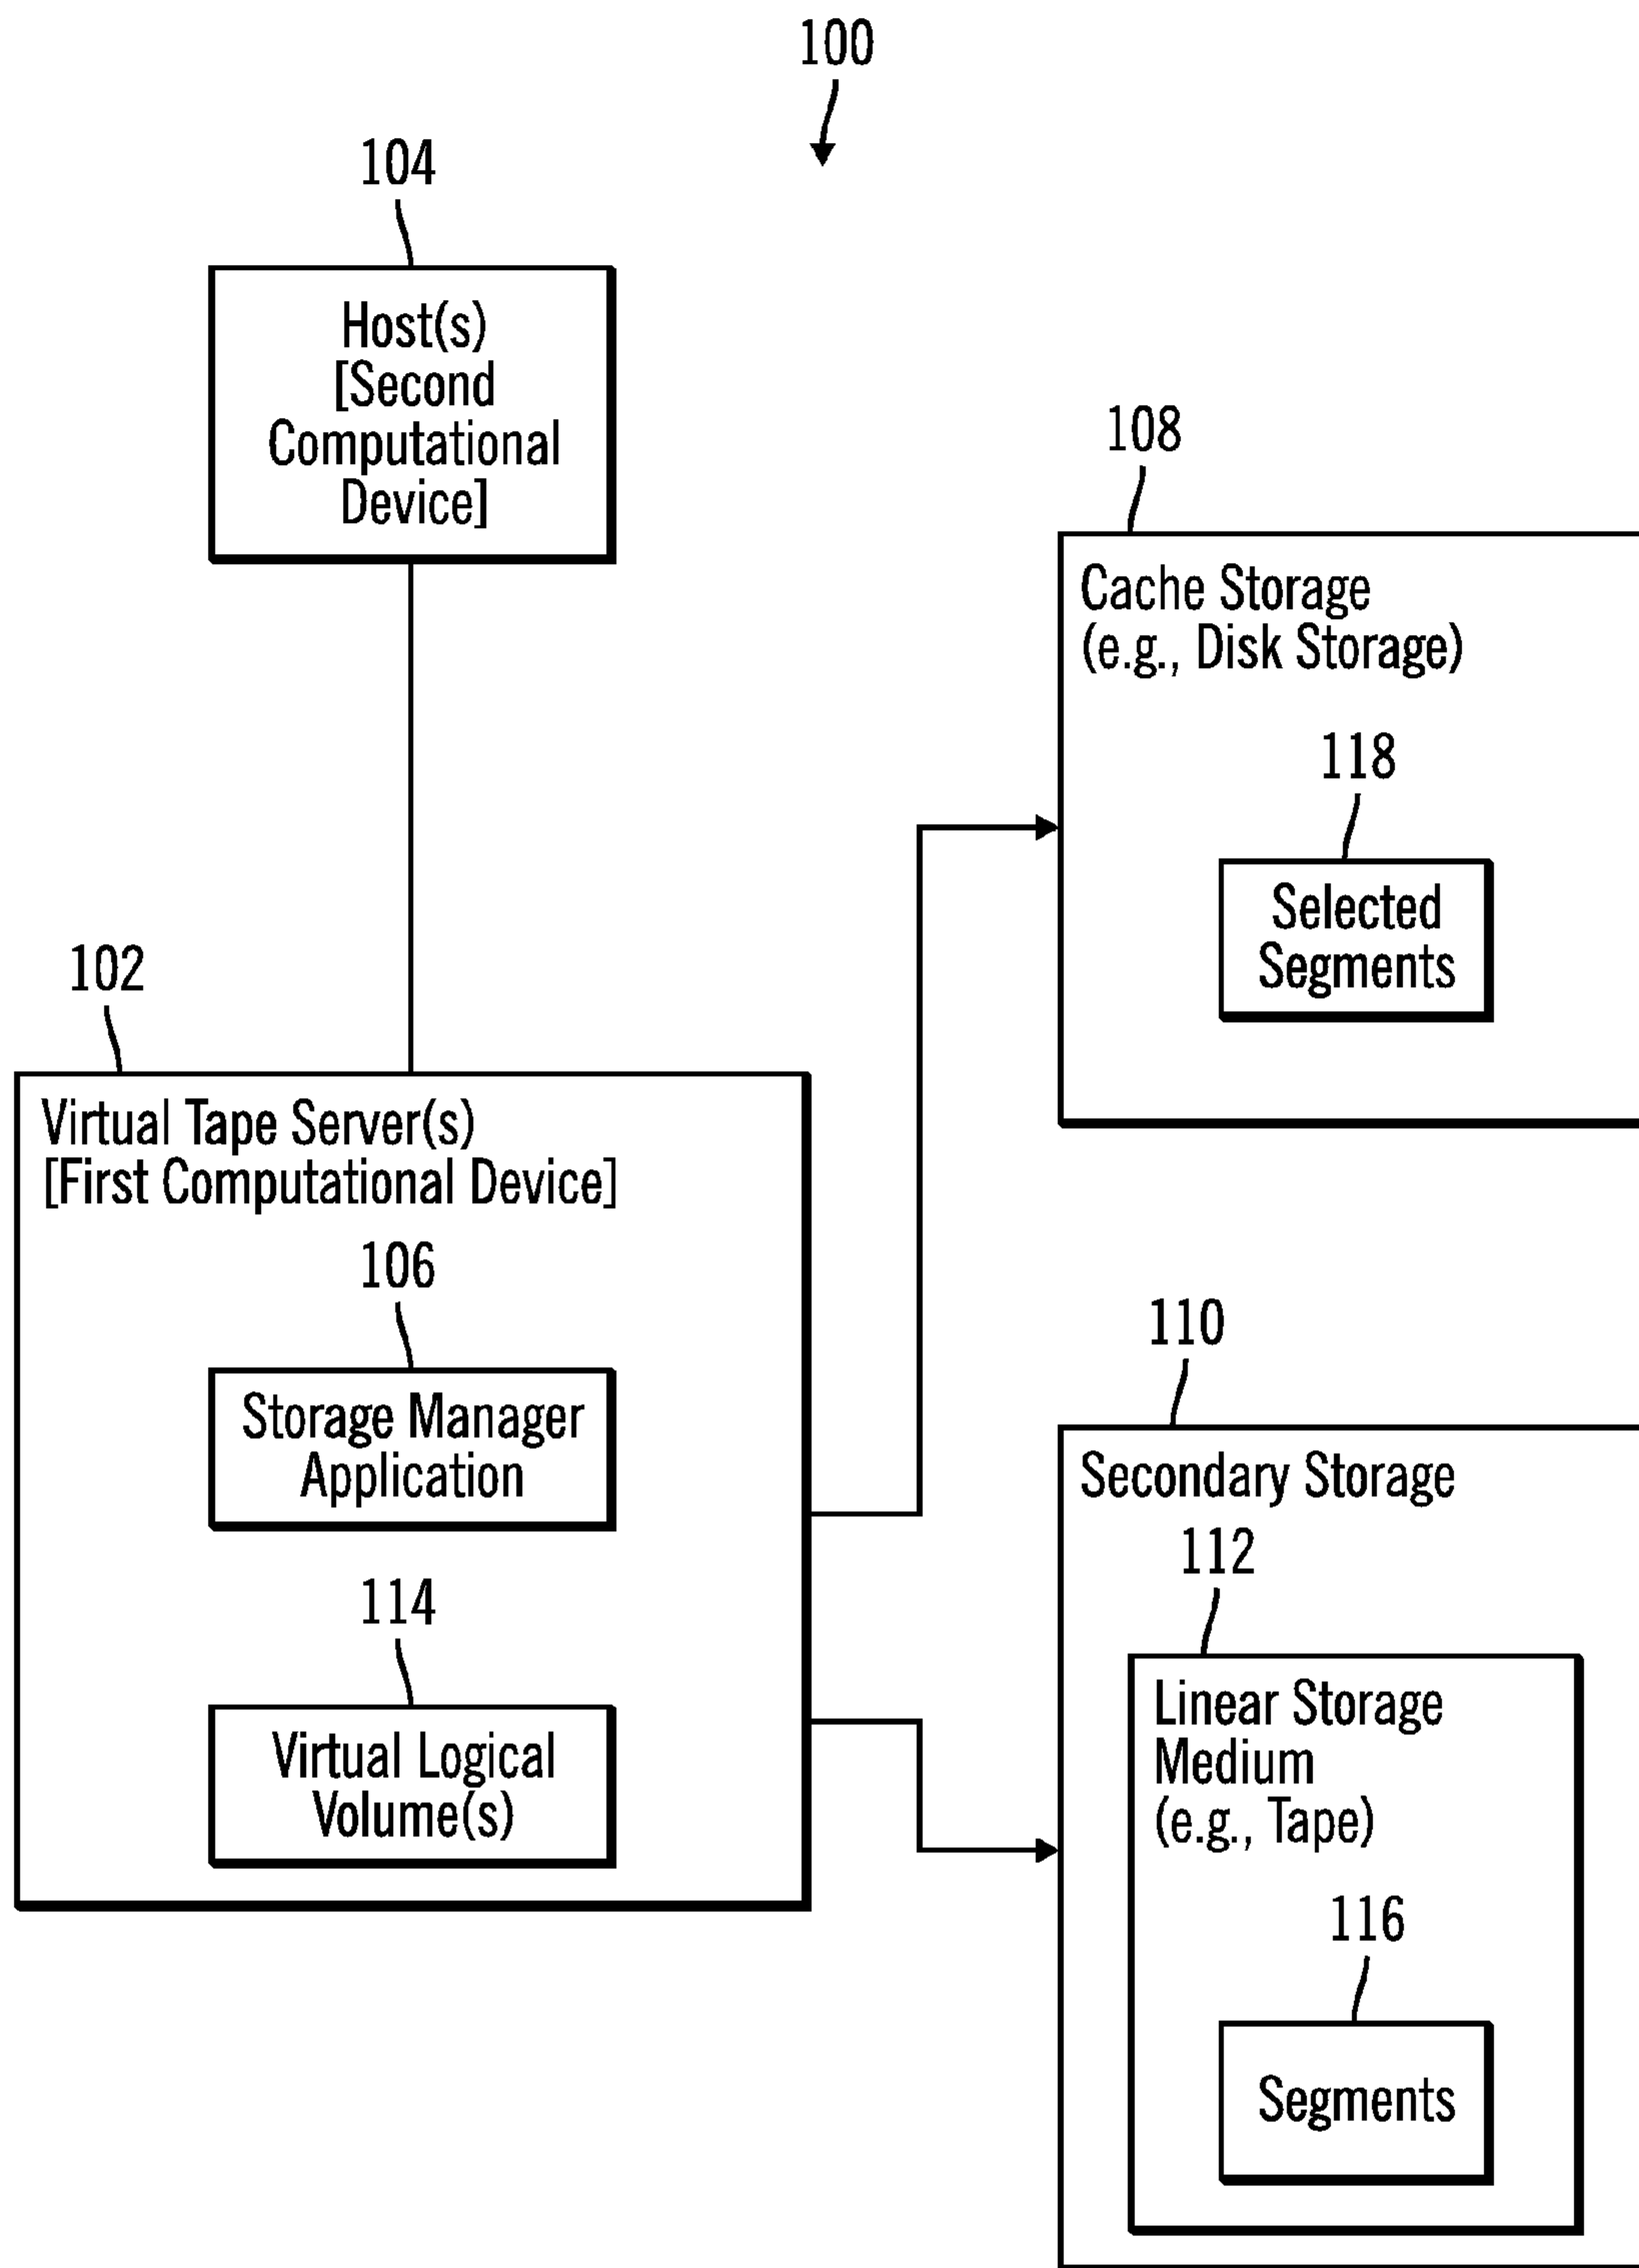 100
104
Host(s)
[Second
Computational
Device]
108
Cache Storage
(e.g., Disk Storage)
118
Selected
Segments
102
Virtual Tape Server(s)
[First Computational Device]
106
Storage Manager
Application
114
Virtual Logical
Volume(s)
110
Secondary Storage
112
Linear Storage
Medium
(e.g., Tape)
116
Segments